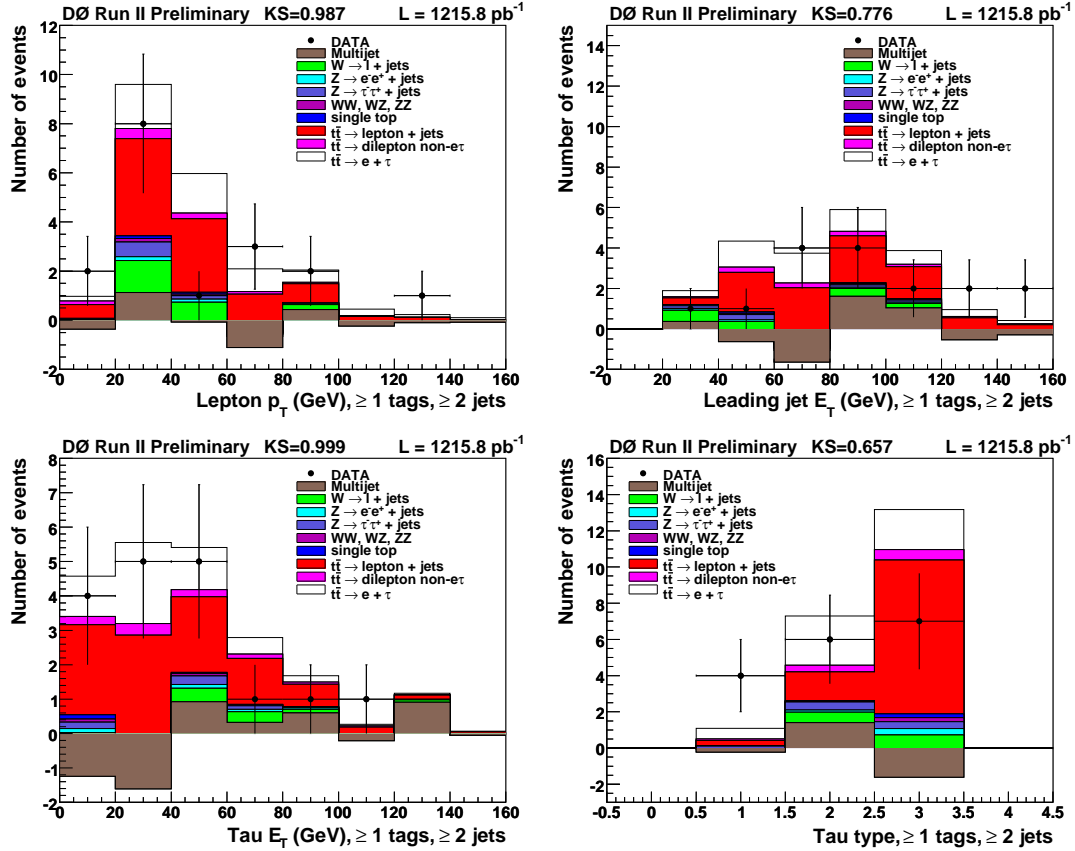 DØ Run II Preliminary KS=0.987 L = 1215.8 pb⁻¹
Number of events
12
10
8
6
4
2
0
-2
DATA
Multijet
W → l + jets
Z → e⁻e⁺ + jets
Z → τ⁻τ⁺ + jets
WW, WZ, ZZ
single top
tt̄ → lepton + jets
tt̄ → dilepton non-eτ
tt̄ → e + τ
0 20 40 60 80 100 120 140 160
Lepton p_T (GeV), ≥ 1 tags, ≥ 2 jets
DØ Run II Preliminary KS=0.776 L = 1215.8 pb⁻¹
Number of events
14
12
10
8
6
4
2
0
-2
DATA
Multijet
W → l + jets
Z → e⁻e⁺ + jets
Z → τ⁻τ⁺ + jets
WW, WZ, ZZ
single top
tt̄ → lepton + jets
tt̄ → dilepton non-eτ
tt̄ → e + τ
0 20 40 60 80 100 120 140 160
Leading jet E_T (GeV), ≥ 1 tags, ≥ 2 jets
DØ Run II Preliminary KS=0.999 L = 1215.8 pb⁻¹
Number of events
8
7
6
5
4
3
2
1
0
-1
-2
DATA
Multijet
W → l + jets
Z → e⁻e⁺ + jets
Z → τ⁻τ⁺ + jets
WW, WZ, ZZ
single top
tt̄ → lepton + jets
tt̄ → dilepton non-eτ
tt̄ → e + τ
0 20 40 60 80 100 120 140 160
Tau E_T (GeV), ≥ 1 tags, ≥ 2 jets
DØ Run II Preliminary KS=0.657 L = 1215.8 pb⁻¹
Number of events
16
14
12
10
8
6
4
2
0
-2
DATA
Multijet
W → l + jets
Z → e⁻e⁺ + jets
Z → τ⁻τ⁺ + jets
WW, WZ, ZZ
single top
tt̄ → lepton + jets
tt̄ → dilepton non-eτ
tt̄ → e + τ
-0.5 0 0.5 1 1.5 2 2.5 3 3.5 4 4.5
Tau type, ≥ 1 tags, ≥ 2 jets